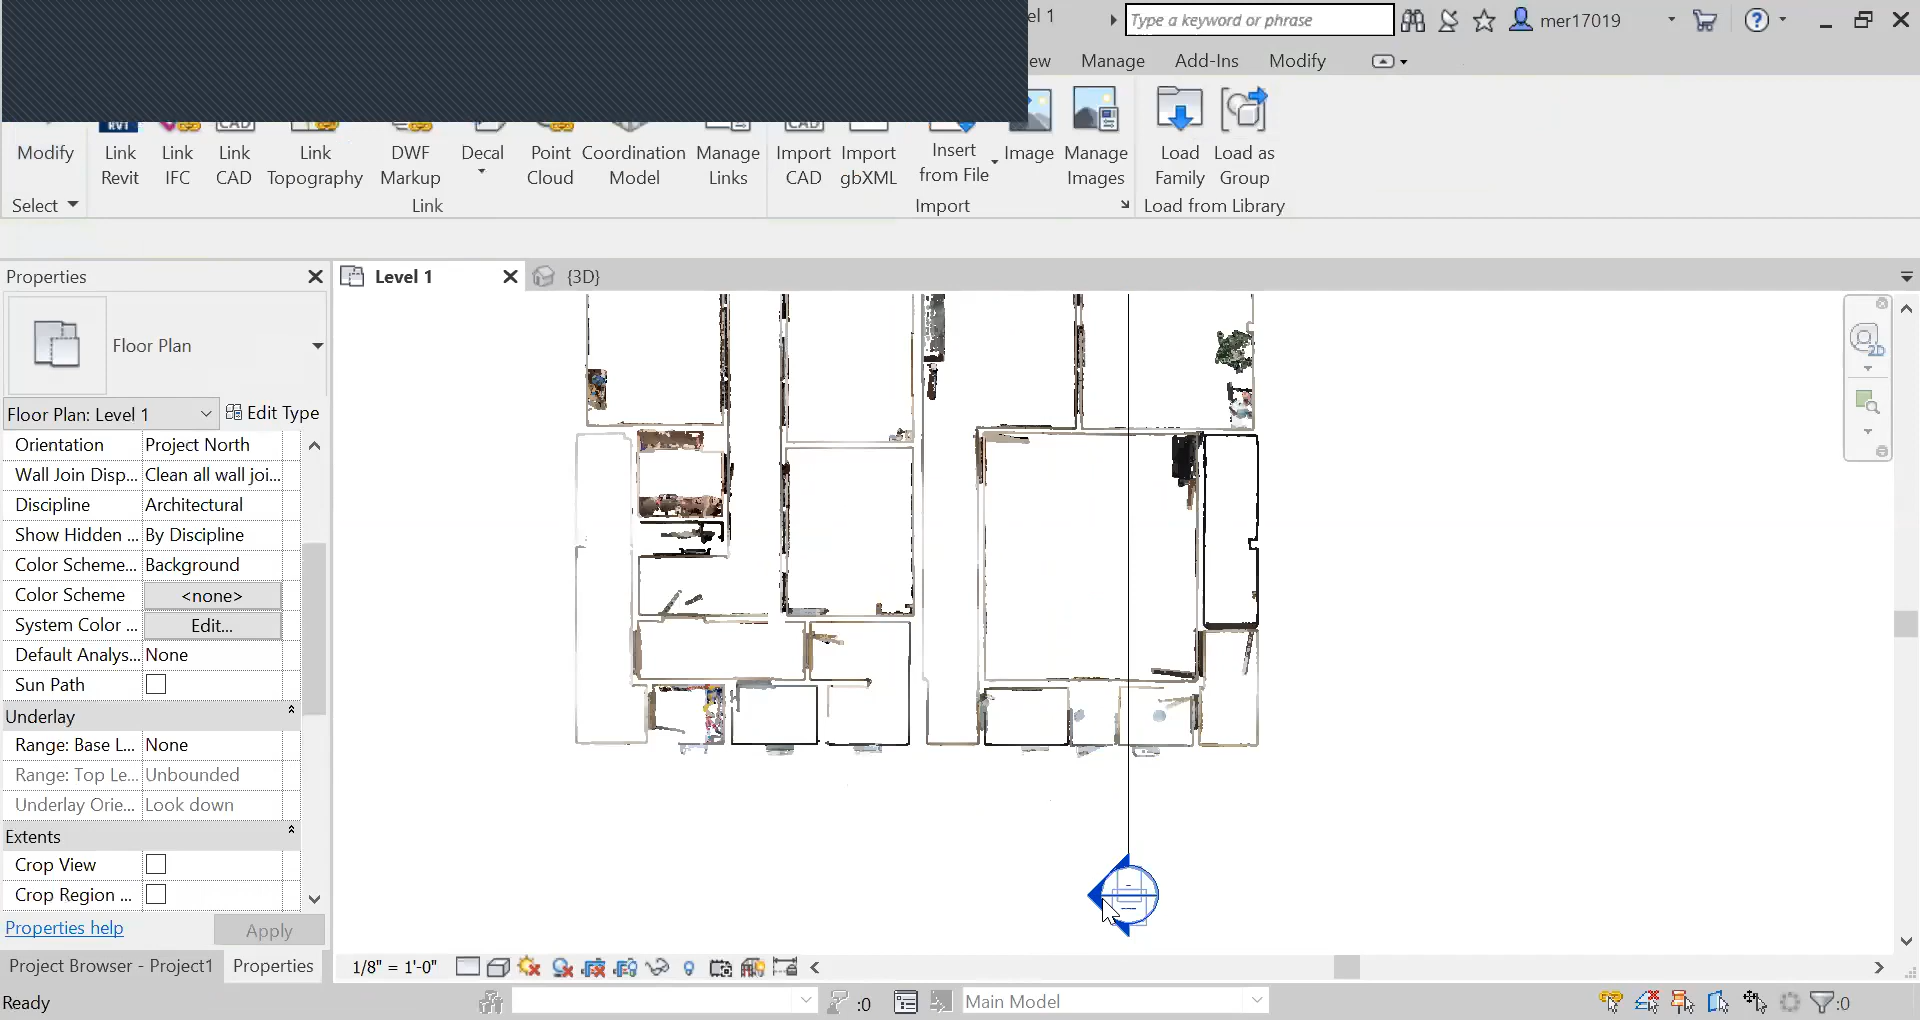 el 1
Type a keyword or phrase
mer17019
ew
Manage
Add-Ins
Modify
Modify
Link
Revit
Link
IFC
Link
CAD
Link
Topography
DWF
Markup
Decal
Point
Cloud
Coordination
Model
Manage
Links
Import
CAD
Import
gbXML
Insert
from File
Image
Manage
Images
Load
Family
Load as
Group
Select
Link
Import
Load from Library
Properties
Level 1
{3D}
Floor Plan
Floor Plan: Level 1
Edit Type
Orientation Project North
Wall Join Disp... Clean all wall joi...
Discipline Architectural
Show Hidden ... By Discipline
Color Scheme... Background
Color Scheme <none>
System Color ... Edit...
Default Analys... None
Sun Path
Underlay
Range: Base L... None
Range: Top Le... Unbounded
Underlay Orie... Look down
Extents
Crop View
Crop Region ...
Properties help
Apply
Project Browser - Project1
Properties
1/8" = 1'-0"
Ready
:0
Main Model
:0
2D